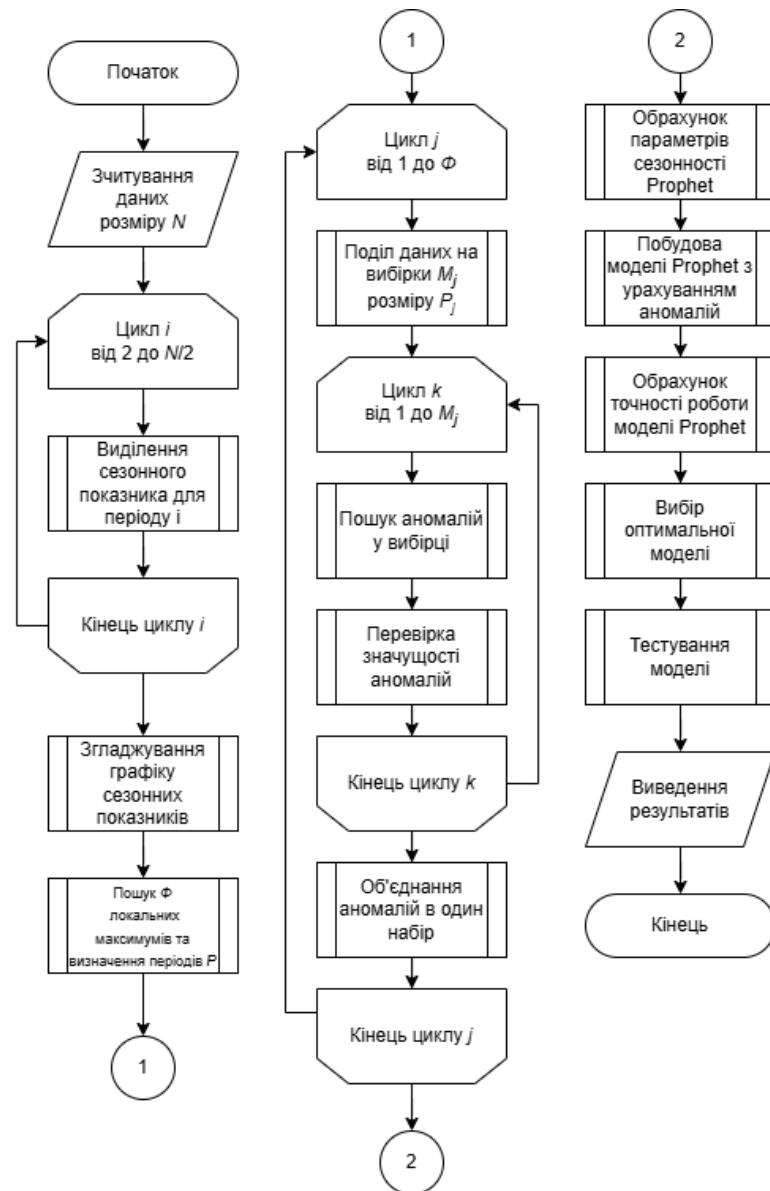 Початок
Зчитування
даних
розміру N
Цикл i
від 2 до N/2
Виділення
сезонного
показника для
періоду i
Кінець циклу i
Згладжування
графіку
сезонних
показників
Пошук Φ
локальних
максимумів та
визначення періодів P
1
1
Цикл j
від 1 до Φ
Поділ даних на
вибірки Mj
розміру Pj
Цикл k
від 1 до Mj
Пошук аномалій
у вибірці
Перевірка
значущості
аномалій
Кінець циклу k
Об'єднання
аномалій в один
набір
Кінець циклу j
2
2
Обрахунок
параметрів
сезонності
Prophet
Побудова
моделі Prophet з
урахуванням
аномалій
Обрахунок
точності роботи
моделі Prophet
Вибір
оптимальної
моделі
Тестування
моделі
Виведення
результатів
Кінець